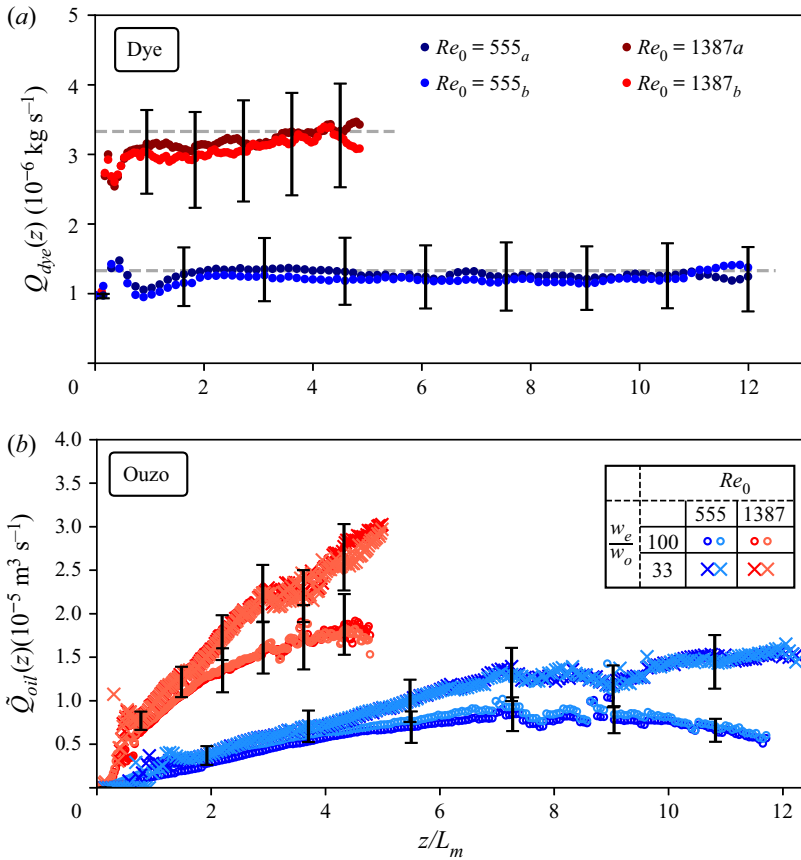 (a)
Dye
Re0 = 555a
Re0 = 1387a
Re0 = 555b
Re0 = 1387b
Qdye(z) (10−6 kg s−1)
5
4
3
2
1
0
2
4
6
8
10
12
(b)
Ouzo
Re0
555
1387
we/wo
100
33
Q̃oil(z)(10−5 m3 s−1)
4.0
3.5
3.0
2.5
2.0
1.5
1.0
0.5
0
2
4
6
8
10
12
z/Lm